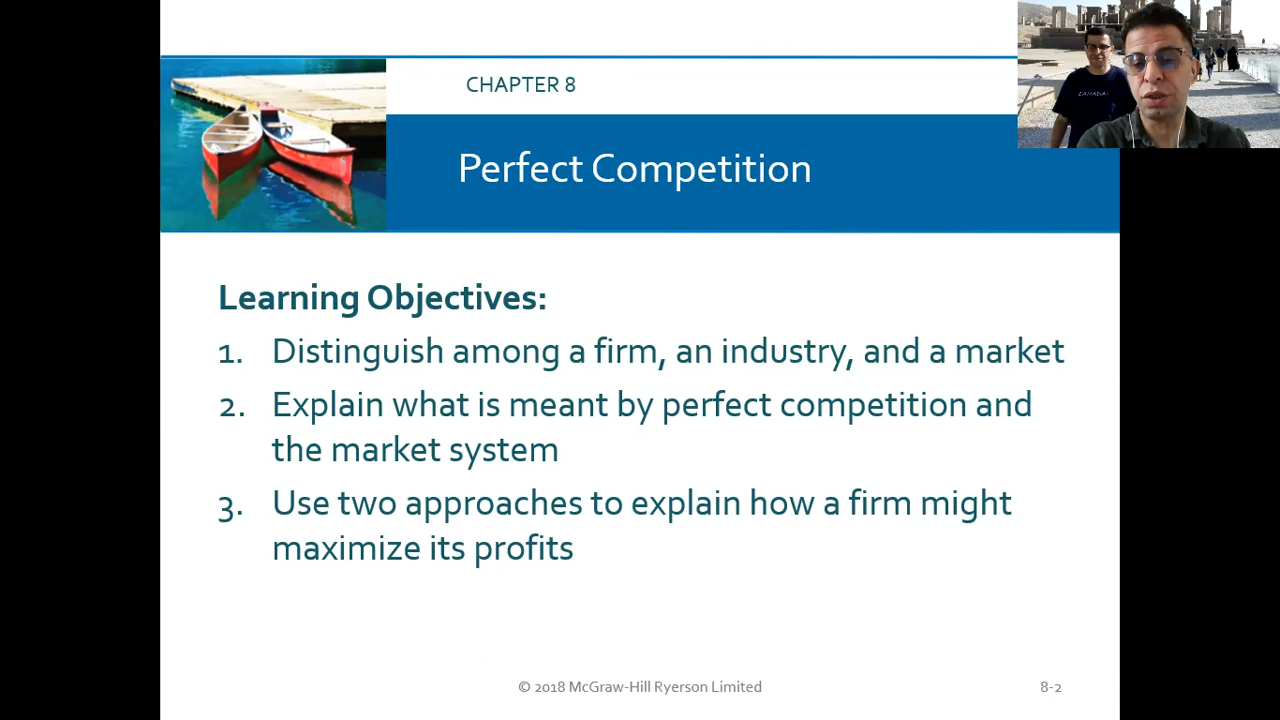 CHAPTER 8
Perfect Competition
Learning Objectives:
1. Distinguish among a firm, an industry, and a market
2. Explain what is meant by perfect competition and
the market system
3. Use two approaches to explain how a firm might
maximize its profits
© 2018 McGraw-Hill Ryerson Limited
8-2
CANADA